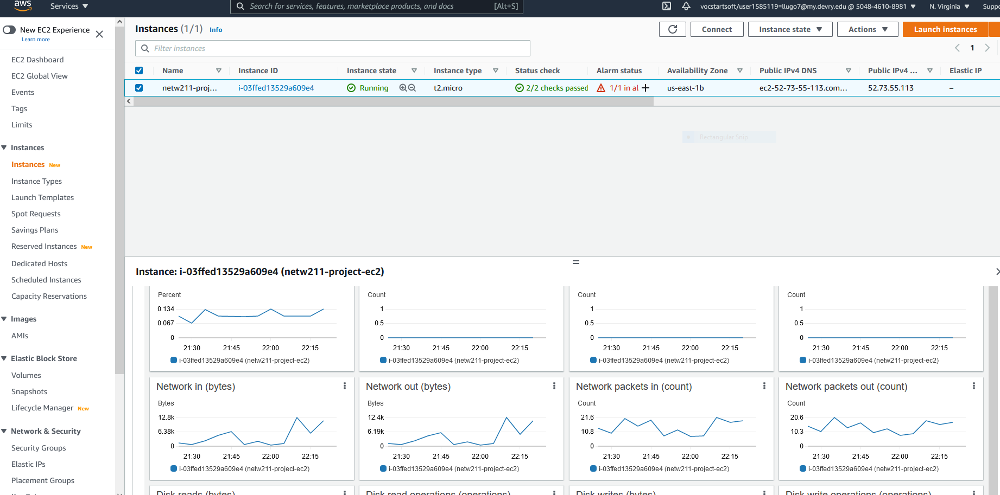 aws
Services
Search for services, features, marketplace products, and docs
[Alt+S]
vocstartsoft/user1585119=llugo7@my.devry.edu @ 5048-4610-8981
N. Virginia
New EC2 Experience
Learn more
EC2 Dashboard
EC2 Global View
Events
Tags
Limits
Instances
Instances New
Instance Types
Launch Templates
Spot Requests
Savings Plans
Reserved Instances New
Dedicated Hosts
Scheduled Instances
Capacity Reservations
Images
AMIs
Elastic Block Store
Volumes
Snapshots
Lifecycle Manager New
Network & Security
Security Groups
Elastic IPs
Placement Groups
Instances (1/1) Info
Connect
Instance state
Actions
Launch instances
Filter instances
1
Name Instance ID Instance state Instance type Status check Alarm status Availability Zone Public IPv4 DNS Public IPv4 ... Elastic IP
netw211-proj... i-03ffed13529a609e4 Running t2.micro 2/2 checks passed 1/1 in al + us-east-1b ec2-52-73-55-113.com... 52.73.55.113 –
Rectangular Snip
Instance: i-03ffed13529a609e4 (netw211-project-ec2)
Percent
0.134
0.067
0
21:30 21:45 22:00 22:15
i-03ffed13529a609e4 (netw211-project-ec2)
Count
1
0.5
0
21:30 21:45 22:00 22:15
i-03ffed13529a609e4 (netw211-project-ec2)
Count
1
0.5
0
21:30 21:45 22:00 22:15
i-03ffed13529a609e4 (netw211-project-ec2)
Count
1
0.5
0
21:30 21:45 22:00 22:15
i-03ffed13529a609e4 (netw211-project-ec2)
Network in (bytes)
Bytes
12.8k
6.38k
0
21:30 21:45 22:00 22:15
i-03ffed13529a609e4 (netw211-project-ec2)
Network out (bytes)
Bytes
12.4k
6.19k
0
21:30 21:45 22:00 22:15
i-03ffed13529a609e4 (netw211-project-ec2)
Network packets in (count)
Count
21.6
10.8
0
21:30 21:45 22:00 22:15
i-03ffed13529a609e4 (netw211-project-ec2)
Network packets out (count)
Count
20.6
10.3
0
21:30 21:45 22:00 22:15
i-03ffed13529a609e4 (netw211-project-ec2)
Disk reads (bytes)
Disk read operations (operations)
Disk writes (bytes)
Disk write operations (operations)